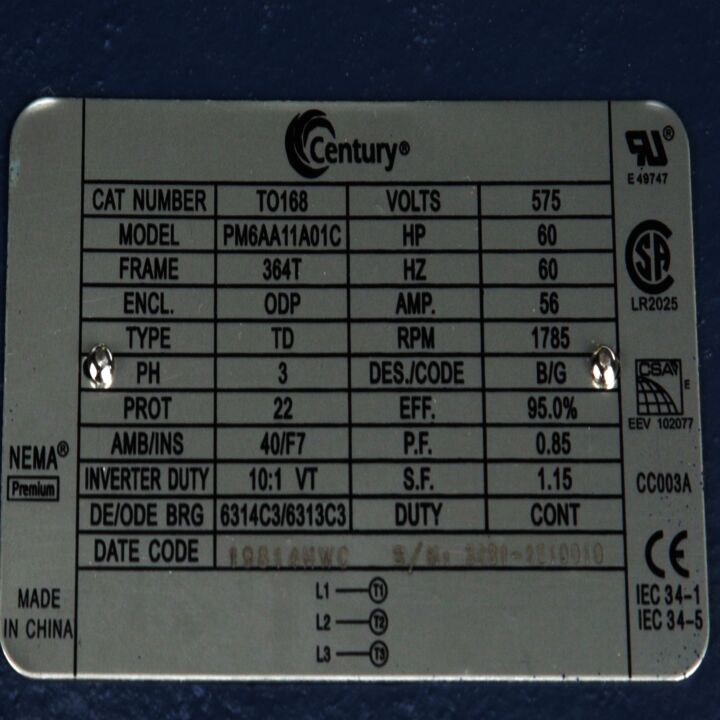 Century®
CAT NUMBER TO168 VOLTS 575
MODEL PM6AA11A01C HP 60
FRAME 364T HZ 60
ENCL. ODP AMP. 56
TYPE TD RPM 1785
PH 3 DES./CODE B/G
PROT 22 EFF. 95.0%
AMB/INS 40/F7 P.F. 0.85
INVERTER DUTY 10:1 VT S.F. 1.15
DE/ODE BRG 6314C3/6313C3 DUTY CONT
DATE CODE S/N:
L1 T1
L2 T2
L3 T3
NEMA®
Premium
MADE
IN CHINA
®
E 49747
LR2025
CSA
E
EEV 102077
CC003A
CE
IEC 34-1
IEC 34-5